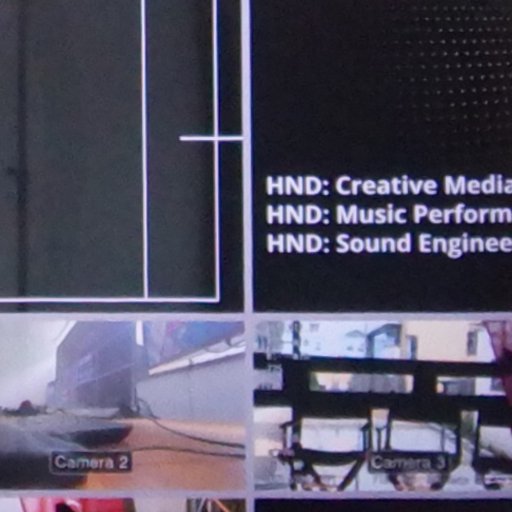 HND: Creative Media
HND: Music Perform
HND: Sound Enginee
Camera 2
Camera 3